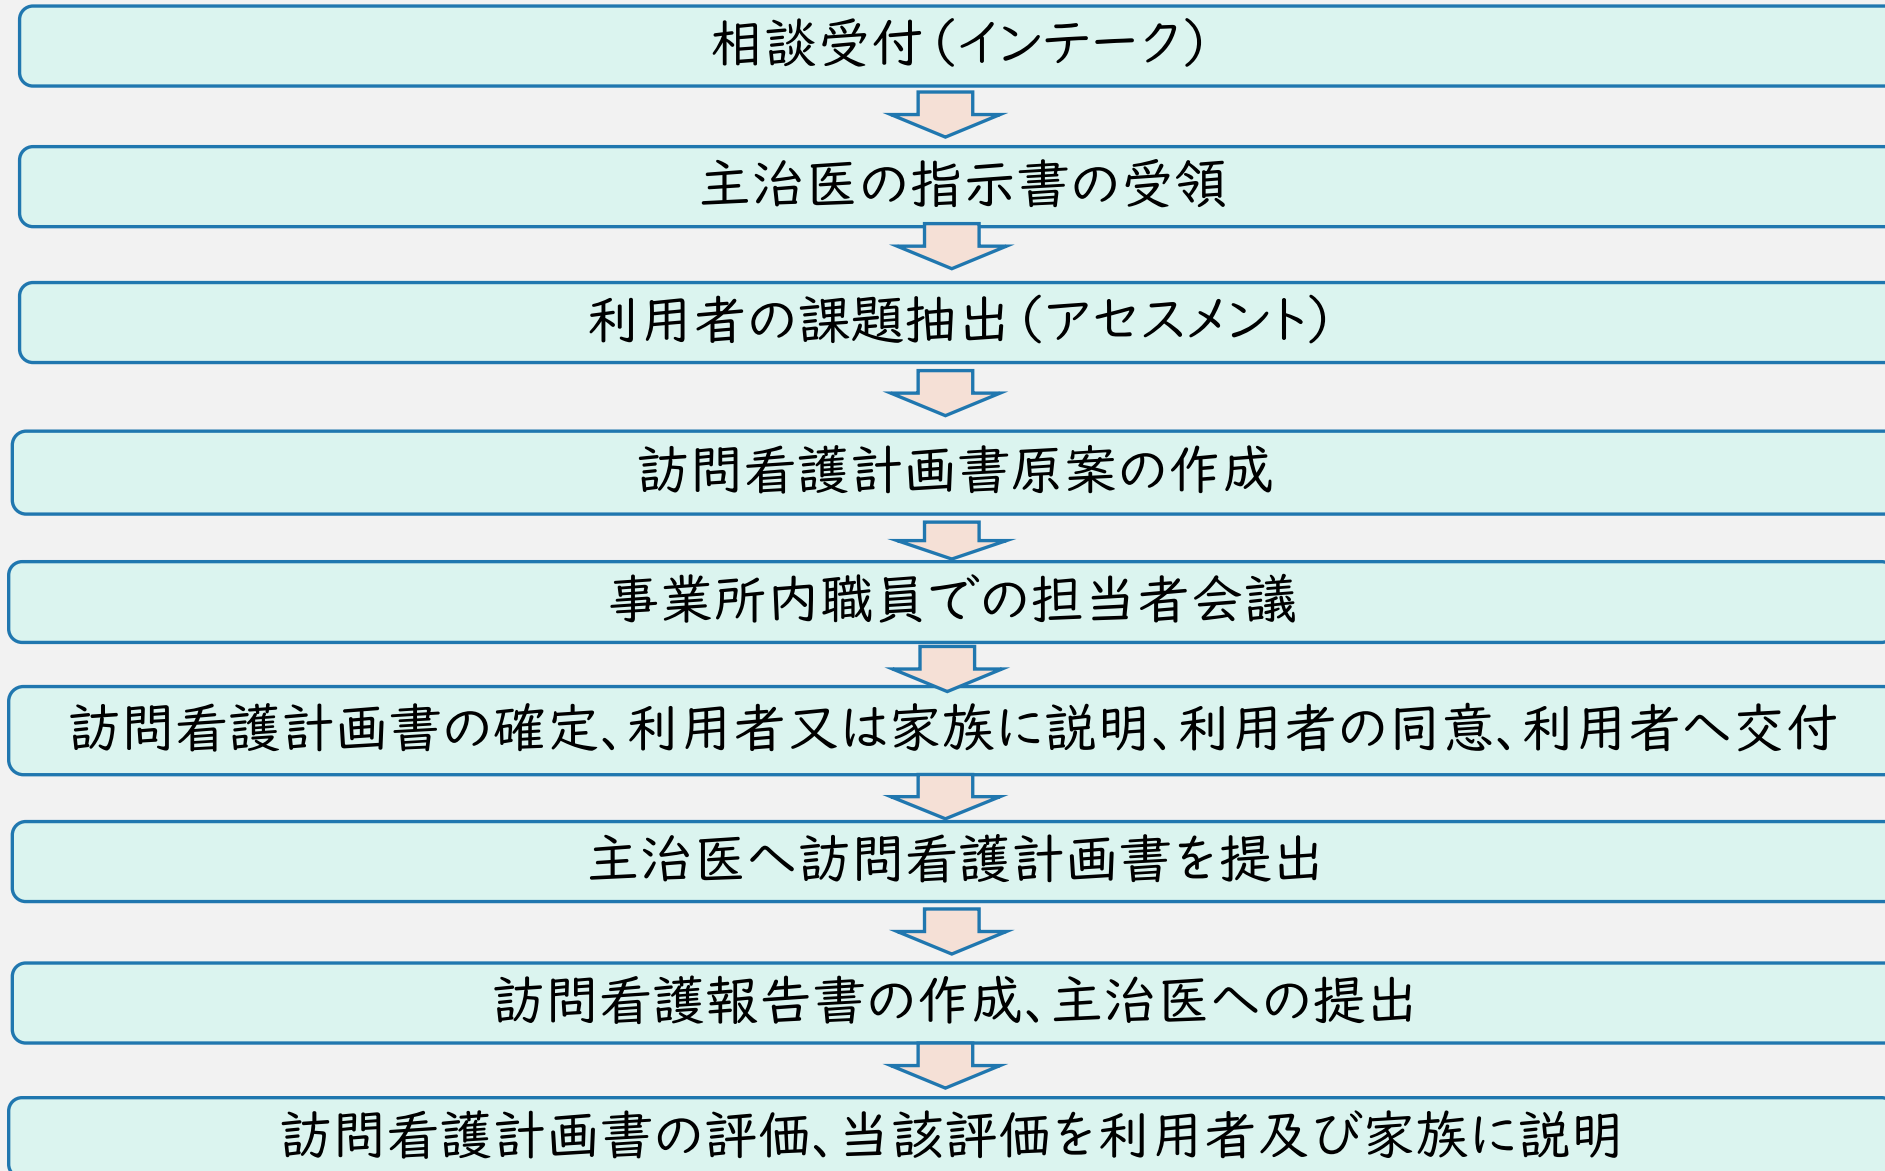 相談受付（インテーク）
主治医の指示書の受領
利用者の課題抽出（アセスメント）
訪問看護計画書原案の作成
事業所内職員での担当者会議
訪問看護計画書の確定、利用者又は家族に説明、利用者の同意、利用者へ交付
主治医へ訪問看護計画書を提出
訪問看護報告書の作成、主治医への提出
訪問看護計画書の評価、当該評価を利用者及び家族に説明